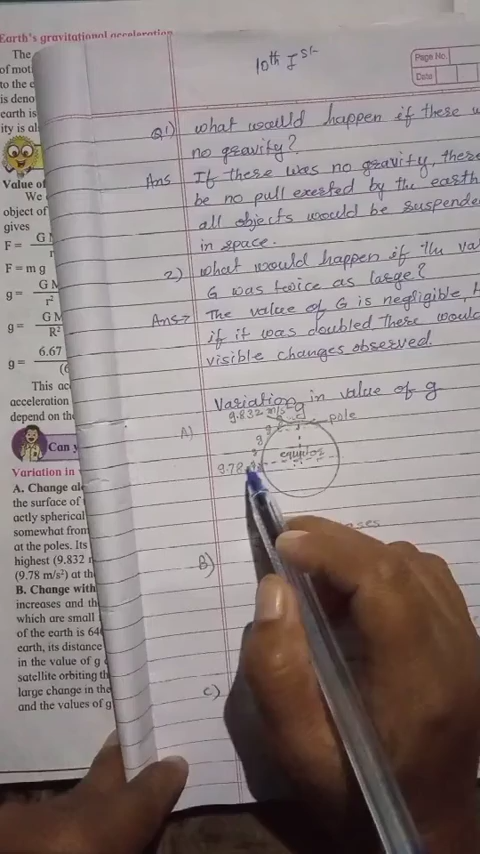 Earth's gravitational acceleration
The
of mot
to the e
is deno
earth is
ity is al
Value of
We
object of
gives
F = G M
F = m g
g = G M
r²
g = G M
R²
g = 6.67
(6
This ac
acceleration
depend on the
Can y
Variation in
A. Change al
the surface of
actly spherical
somewhat from
at the poles. Its
highest (9.832
(9.78 m/s²) at th
B. Change with
increases and th
which are small
of the earth is 64
earth, its distance
in the value of g
satellite orbiting th
large change in the
and the values of g
10th I st
Page No.
Date
Q1) what would happen if there w
no gravity?
Ans If there was no gravity, there
be no pull exerted by the earth
all objects would be suspende
in space.
2) What would happen if the va
G was twice as large?
Ans7 The value of G is negligible,
if it was doubled there would
visible changes observed.
Variation in value of g
A)
9.832 m/s² g
pole
g
g
9.78
B)
C)